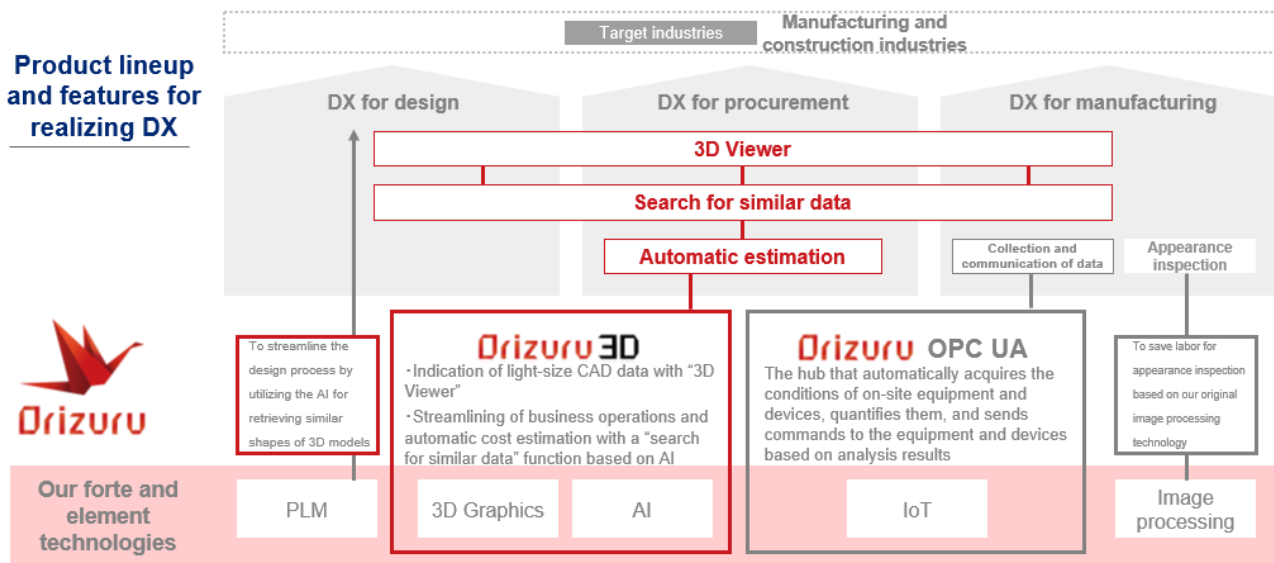 Target industries
Manufacturing and
construction industries
Product lineup
and features for
realizing DX
DX for design
DX for procurement
DX for manufacturing
3D Viewer
Search for similar data
Automatic estimation
Collection and
communication of data
Appearance
inspection
Orizuru
To streamline the
design process by
utilizing the AI for
retrieving similar
shapes of 3D models
Orizuru 3D
・Indication of light-size CAD data with “3D
Viewer”
・Streamlining of business operations and
automatic cost estimation with a “search
for similar data” function based on AI
Orizuru OPC UA
The hub that automatically acquires the
conditions of on-site equipment and
devices, quantifies them, and sends
commands to the equipment and devices
based on analysis results
To save labor for
appearance inspection
based on our original
image processing
technology
Our forte and
element
technologies
PLM
3D Graphics
AI
IoT
Image
processing